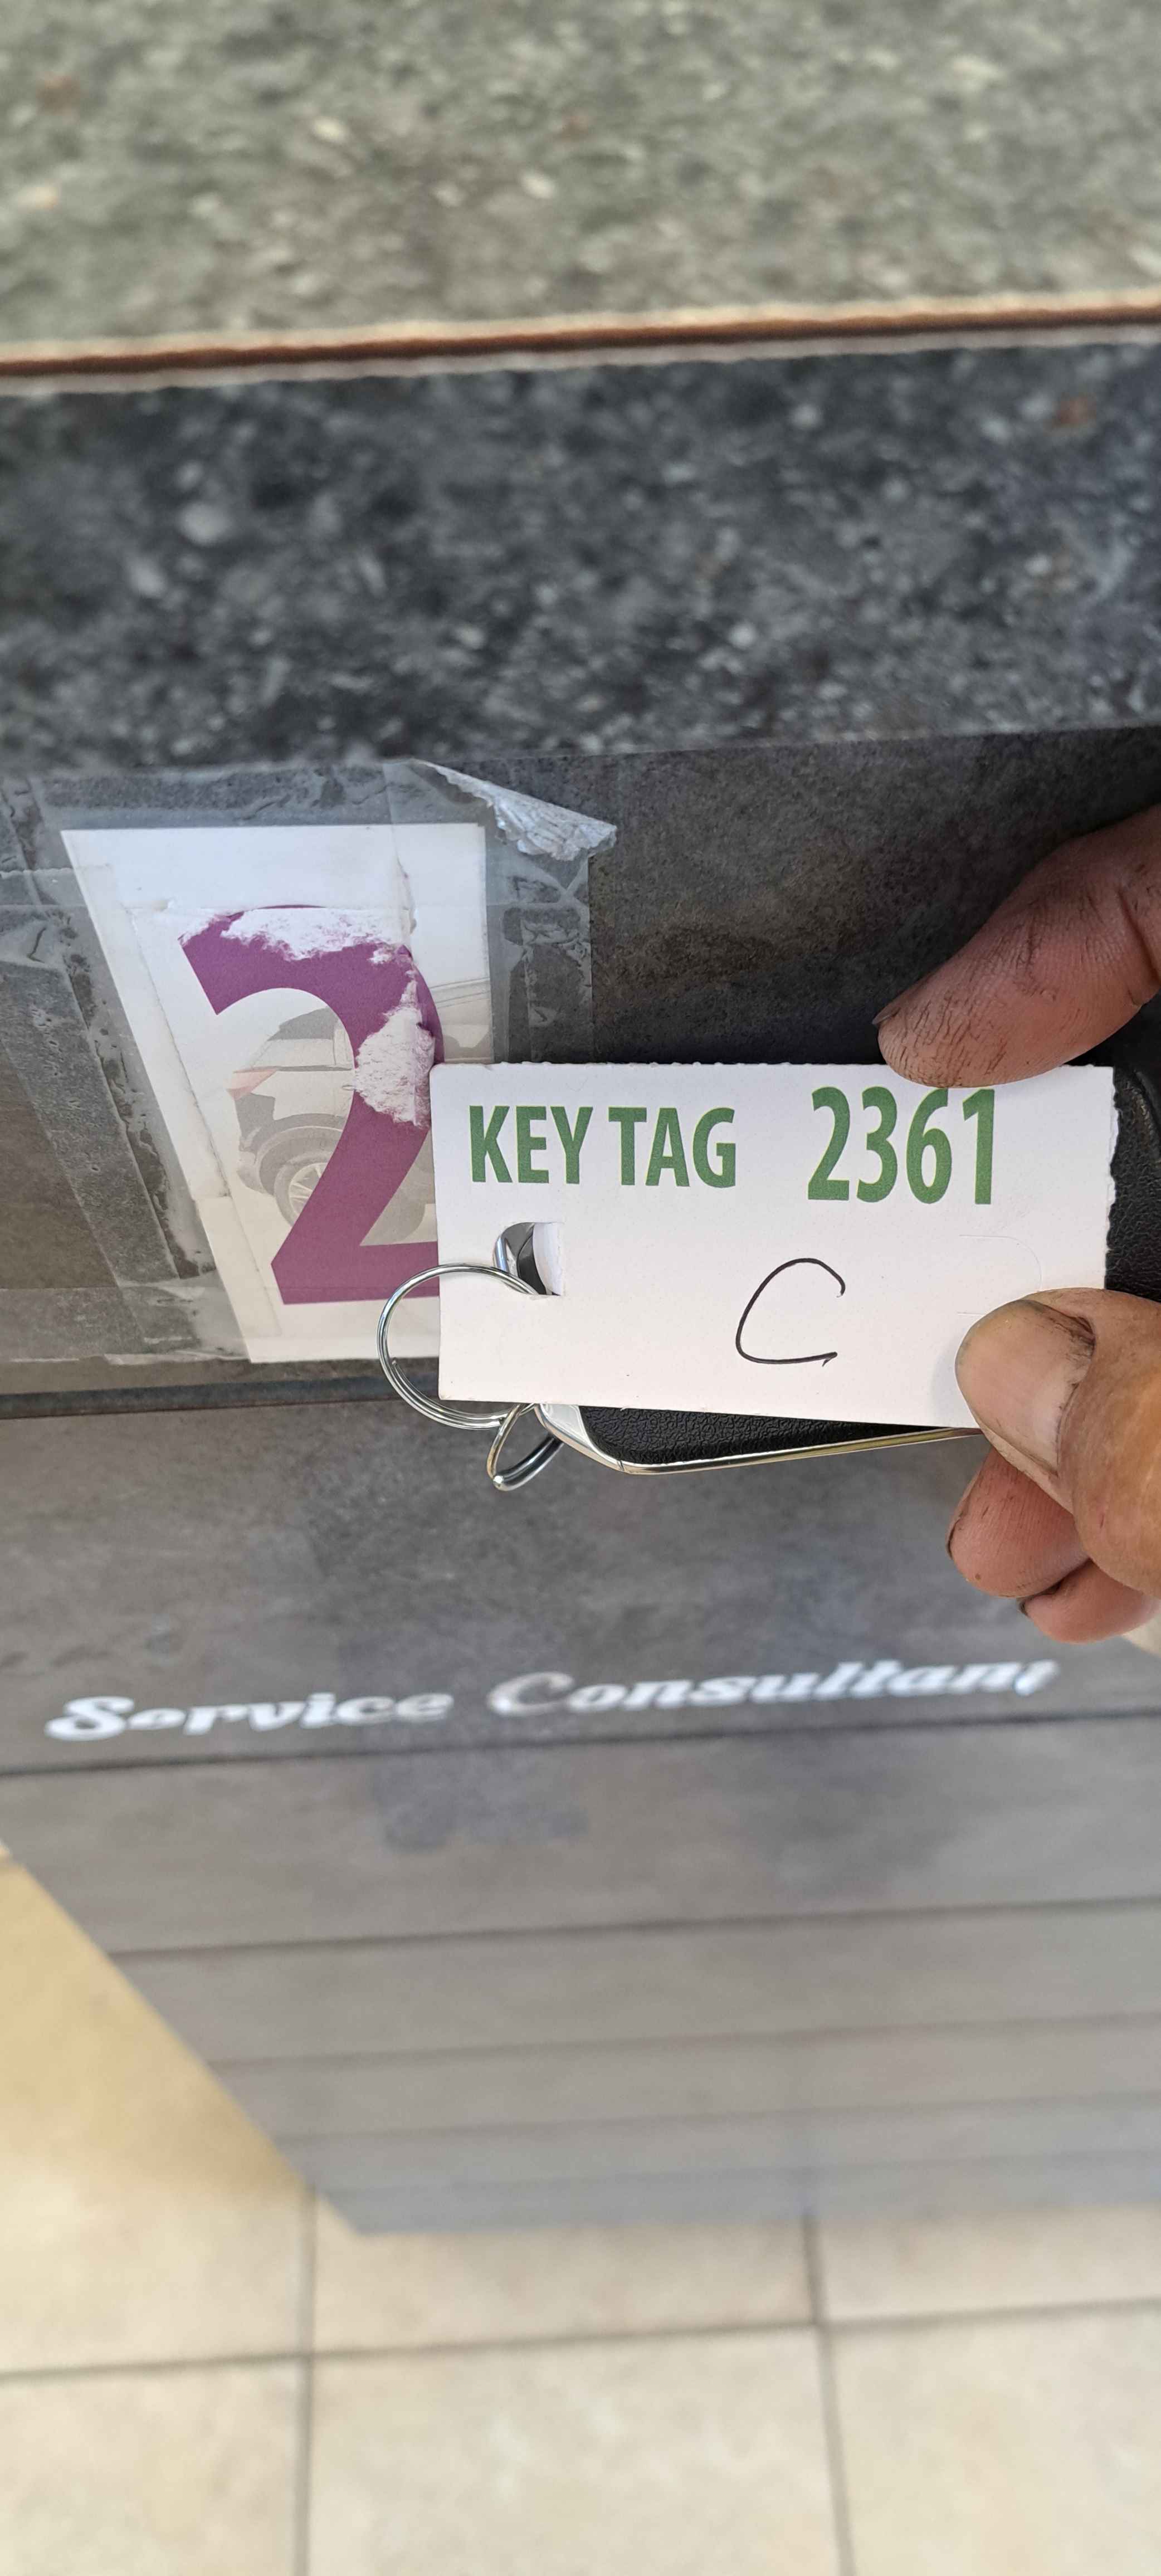 2
KEY TAG 2361
C
Service Consultant